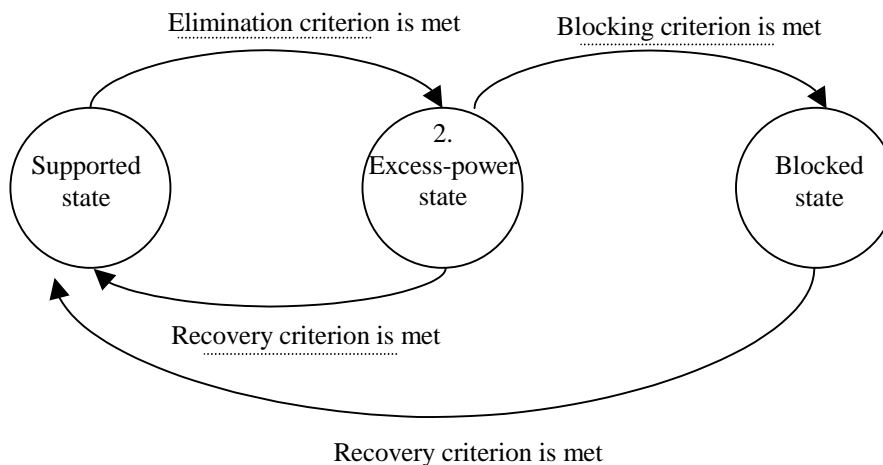 Elimination criterion is met
Blocking criterion is met
Supported
state
2.
Excess-power
state
Blocked
state
Recovery criterion is met
Recovery criterion is met